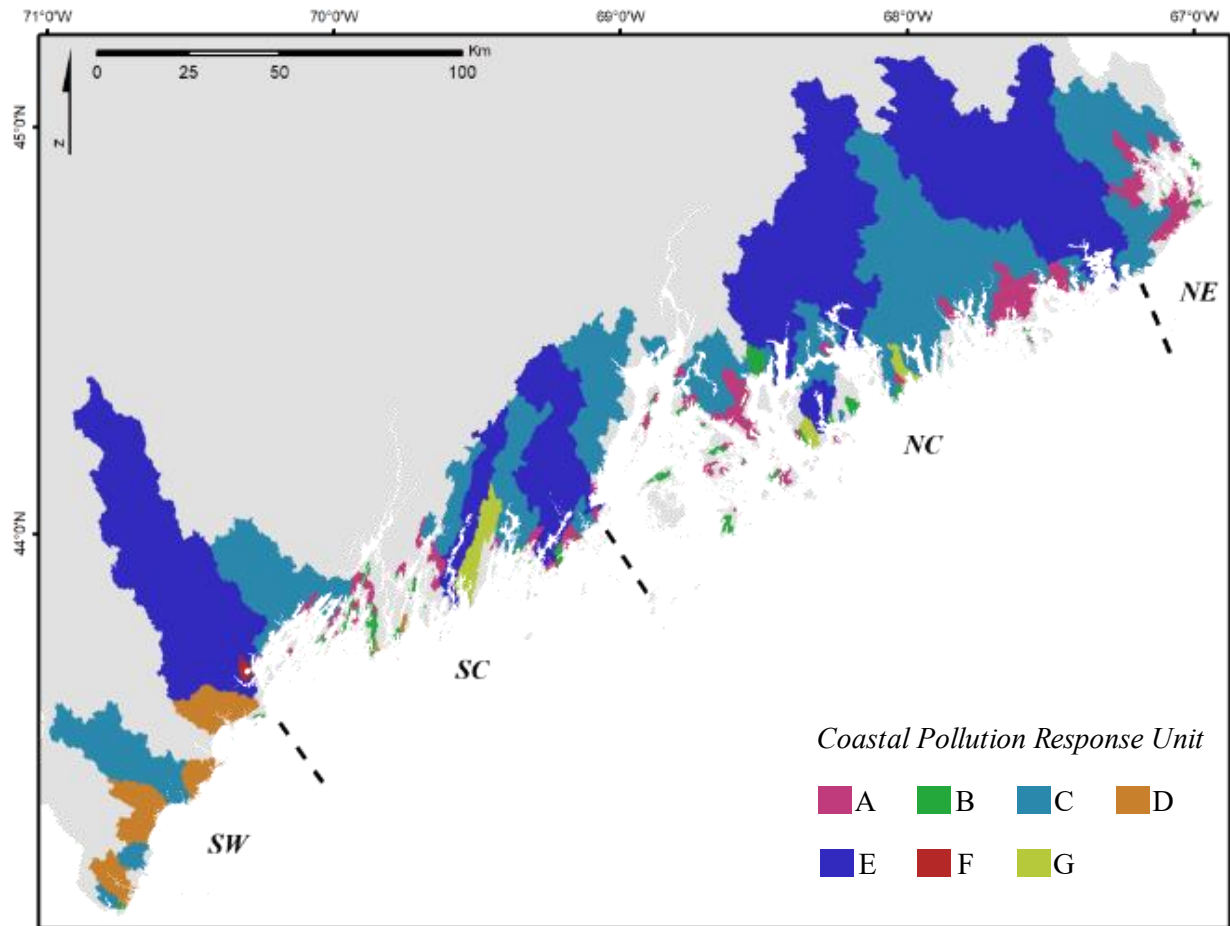 71°0'W 70°0'W 69°0'W 68°0'W 67°0'W
Km
0 25 50 100
N
45°0'N
44°0'N
NE
NC
SC
SW
Coastal Pollution Response Unit
A B C D
E F G